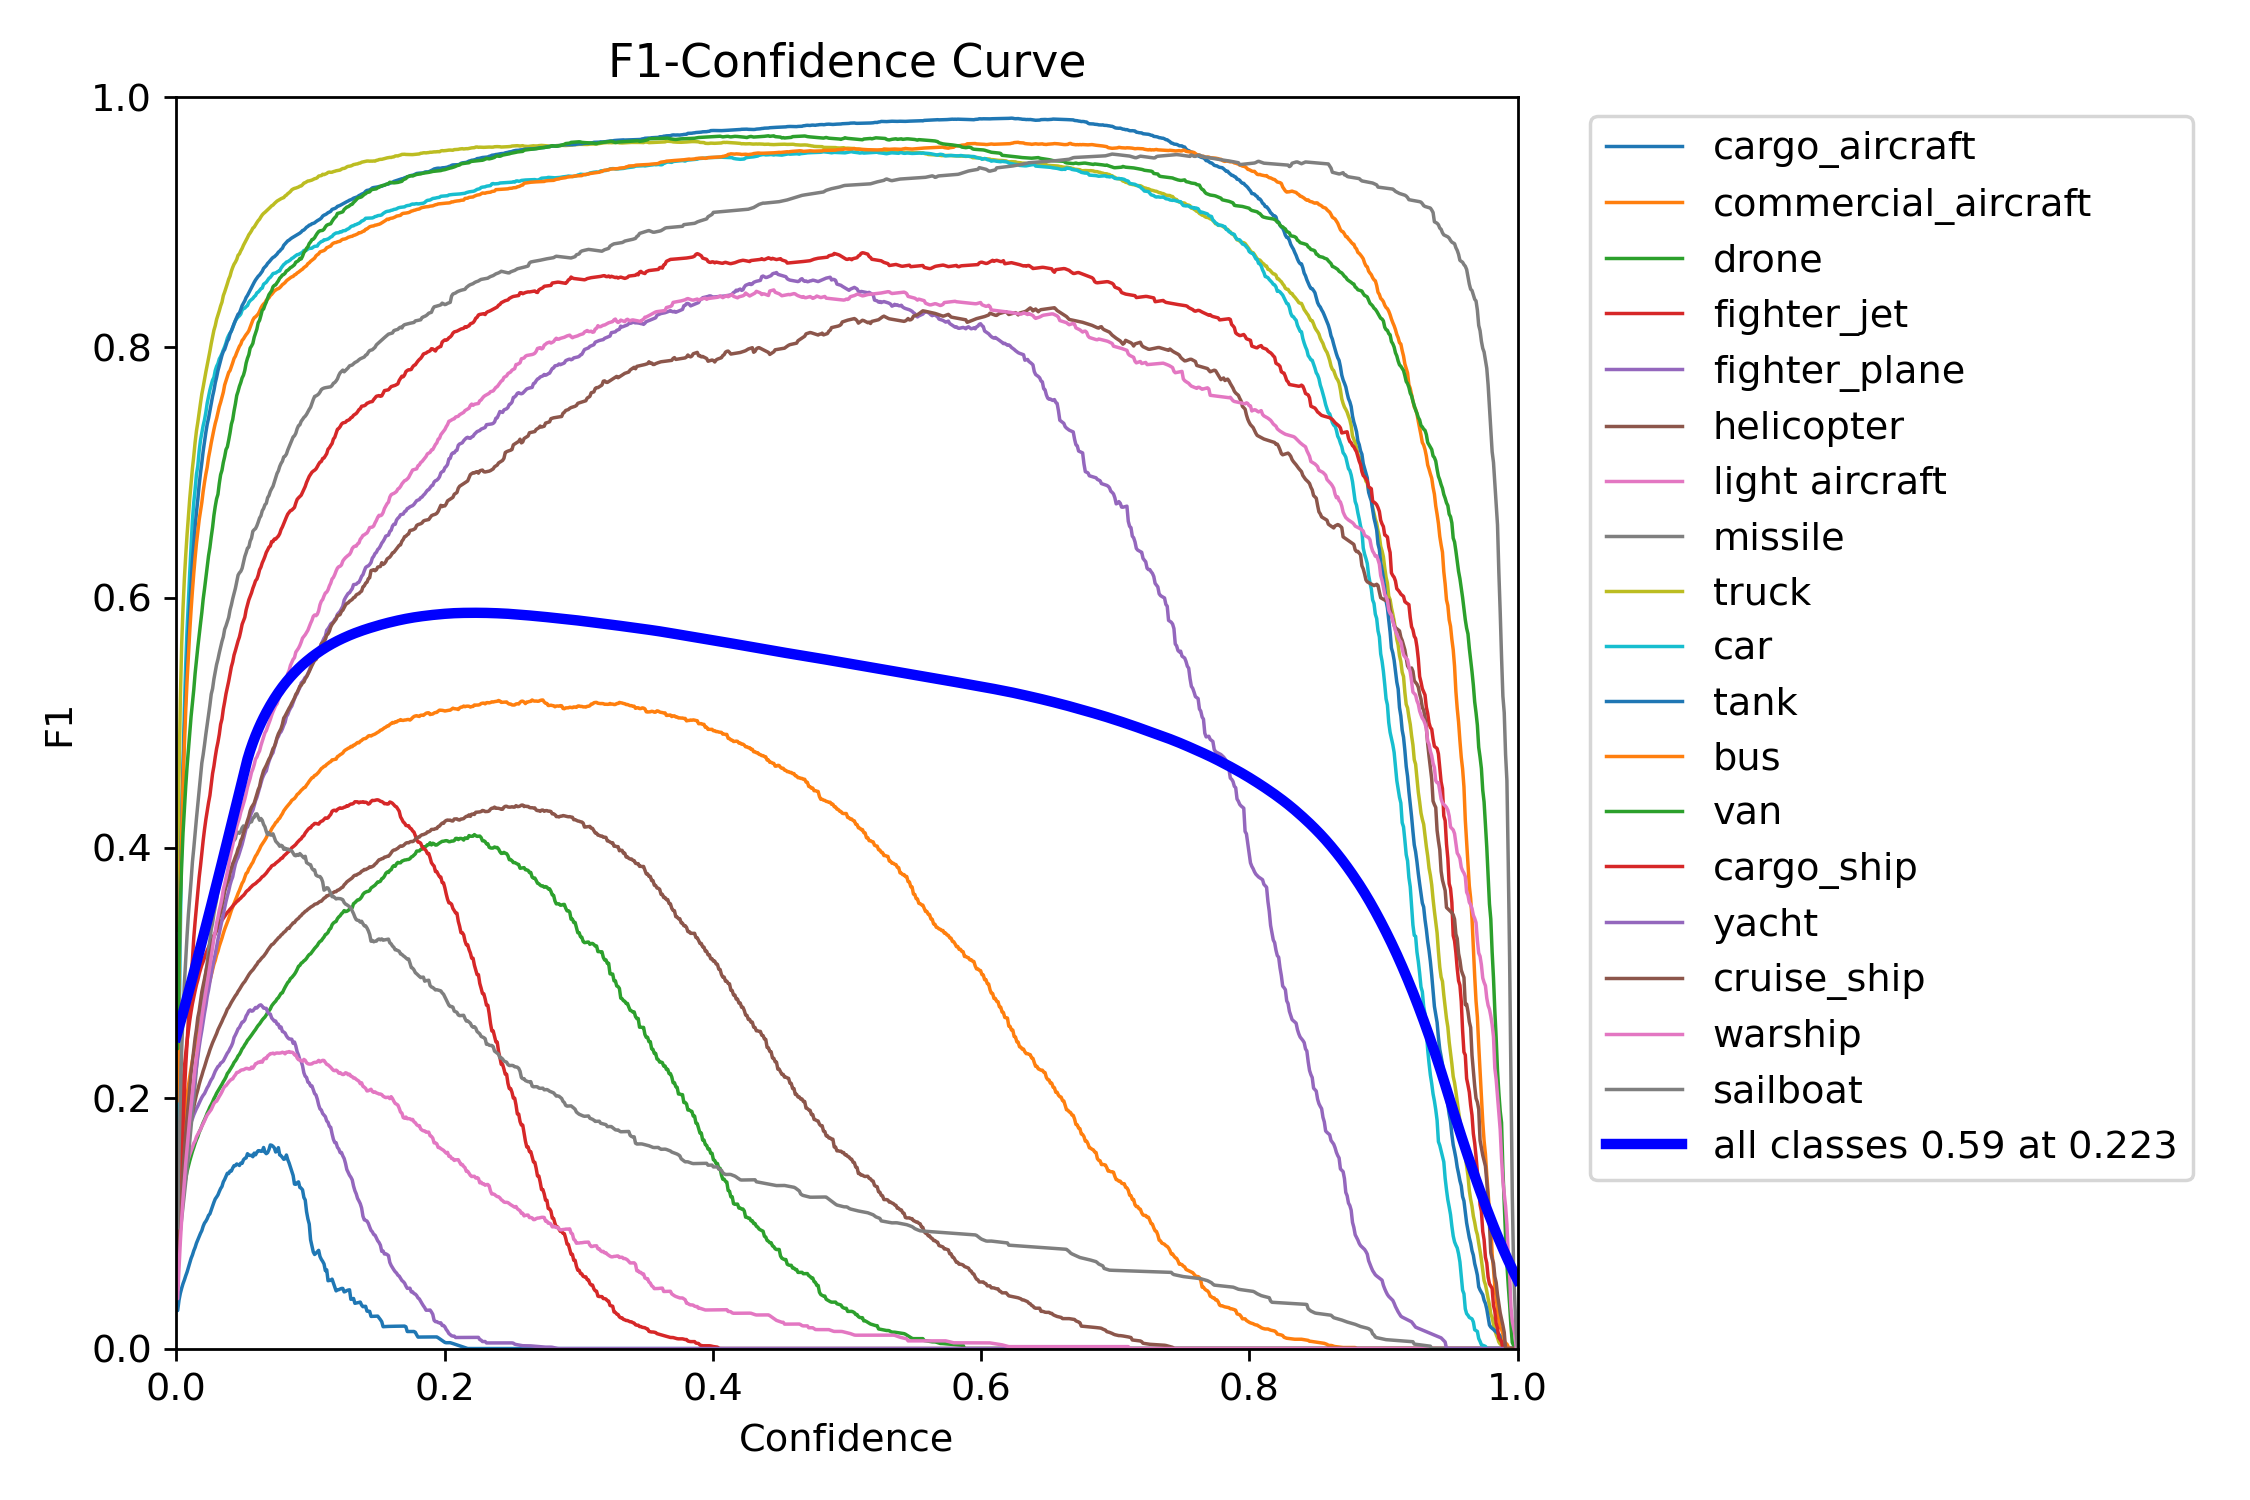 F1-Confidence Curve
1.0
0.8
0.6
0.4
0.2
0.0
F1
0.0 0.2 0.4 0.6 0.8 1.0
Confidence
cargo_aircraft
commercial_aircraft
drone
fighter_jet
fighter_plane
helicopter
light aircraft
missile
truck
car
tank
bus
van
cargo_ship
yacht
cruise_ship
warship
sailboat
all classes 0.59 at 0.223